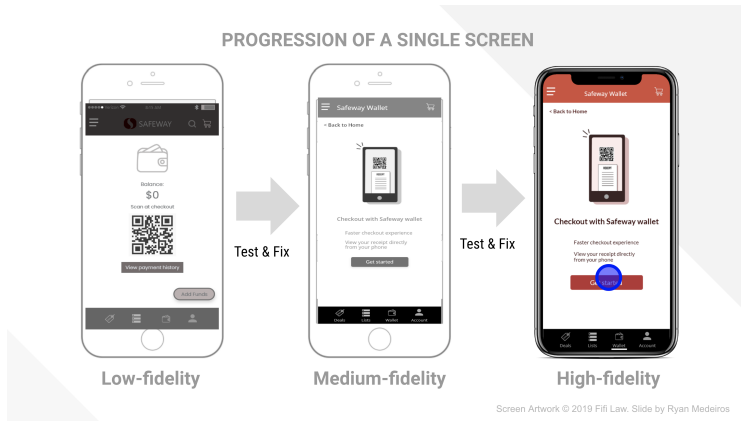 PROGRESSION OF A SINGLE SCREEN
SAFEWAY
Balance:
$0
Scan at checkout
View payment history
Add Funds
Low-fidelity
Test & Fix
Safeway Wallet
< Back to Home
Checkout with Safeway wallet
Faster checkout experience
View your receipt directly
from your phone
Get started
Deals Lists Wallet Account
Medium-fidelity
Test & Fix
Safeway Wallet
< Back to Home
Checkout with Safeway wallet
Faster checkout experience
View your receipt directly
from your phone
Get started
Deals Lists Wallet Account
High-fidelity
Screen Artwork © 2019 Fifi Law. Slide by Ryan Medeiros